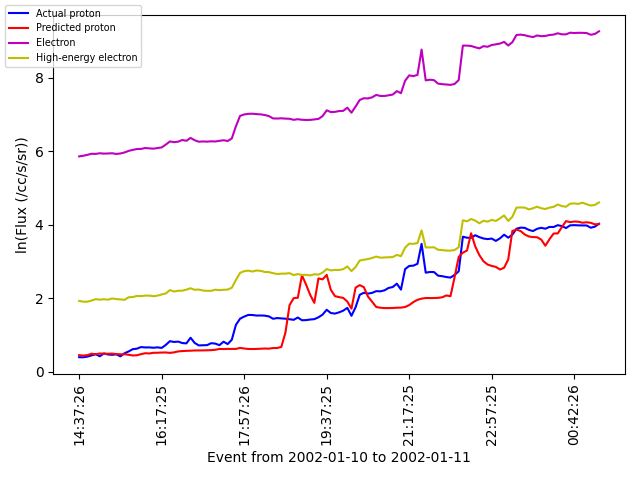 Actual proton
Predicted proton
Electron
High-energy electron
ln(Flux (/cc/s/sr))
8
6
4
2
0
14:37:26
16:17:25
17:57:26
19:37:25
21:17:25
22:57:25
00:42:26
Event from 2002-01-10 to 2002-01-11